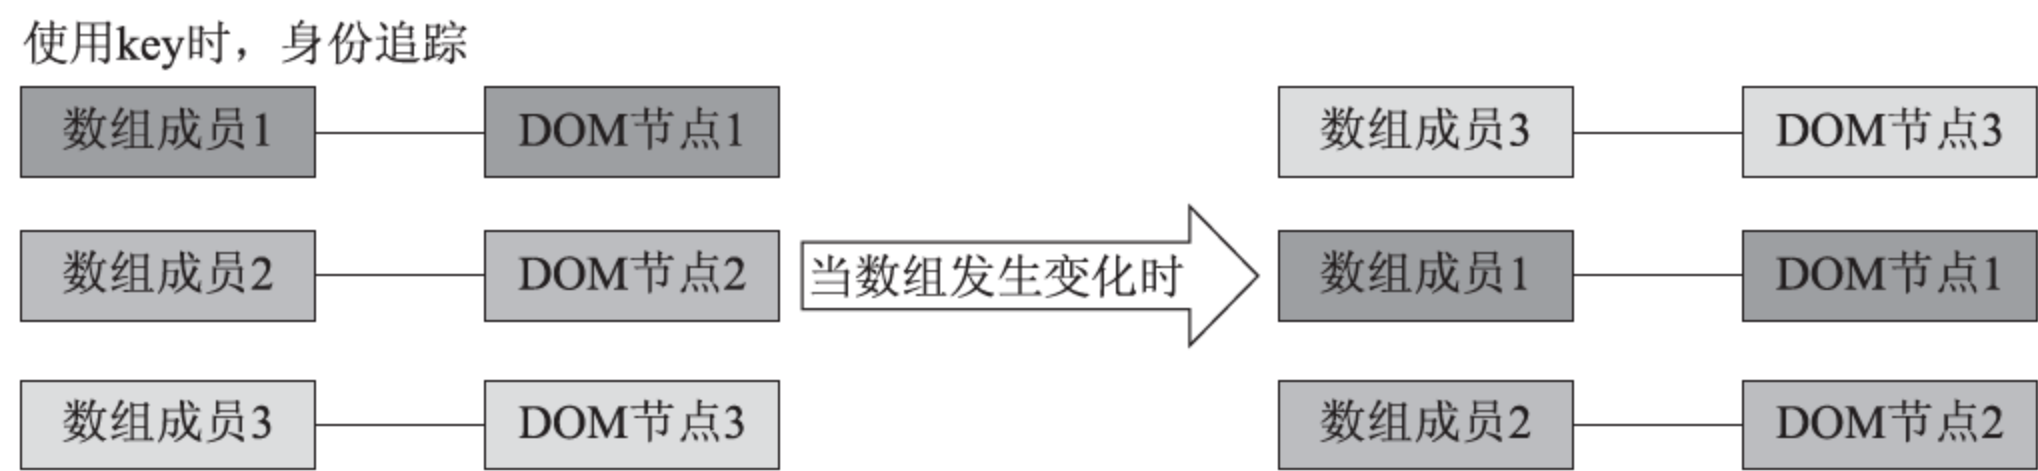 使用key时，身份追踪
数组成员1
DOM节点1
数组成员3
DOM节点3
数组成员2
DOM节点2
当数组发生变化时
数组成员1
DOM节点1
数组成员3
DOM节点3
数组成员2
DOM节点2